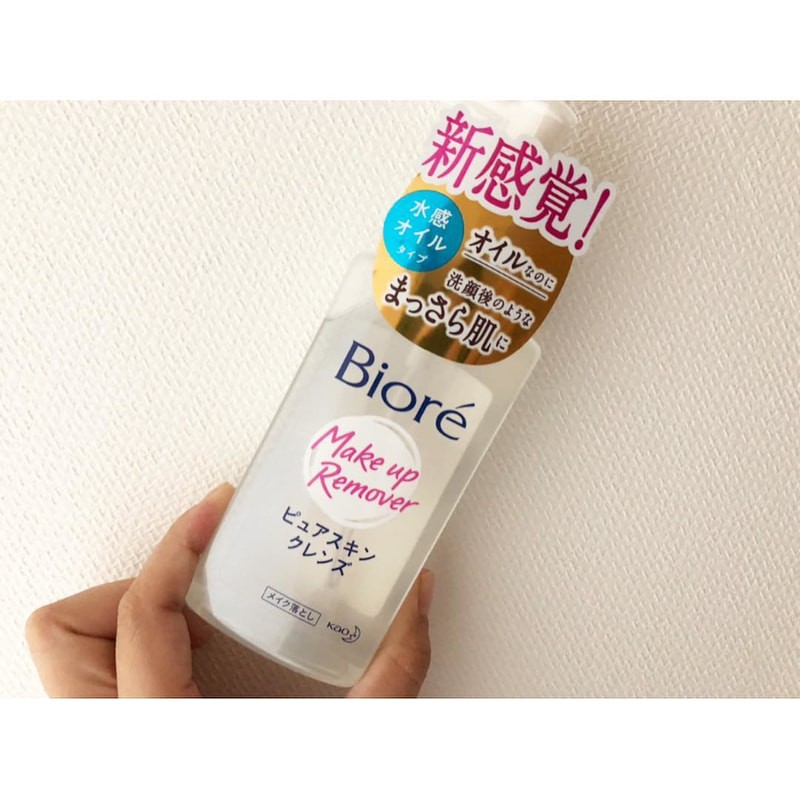 新感覚!
水感
オイル
タイプ
オイルなのに
洗顔後のような
まっさら肌に
Bioré
Make up
Remover
ピュアスキン
クレンズ
メイク落とし
Kao